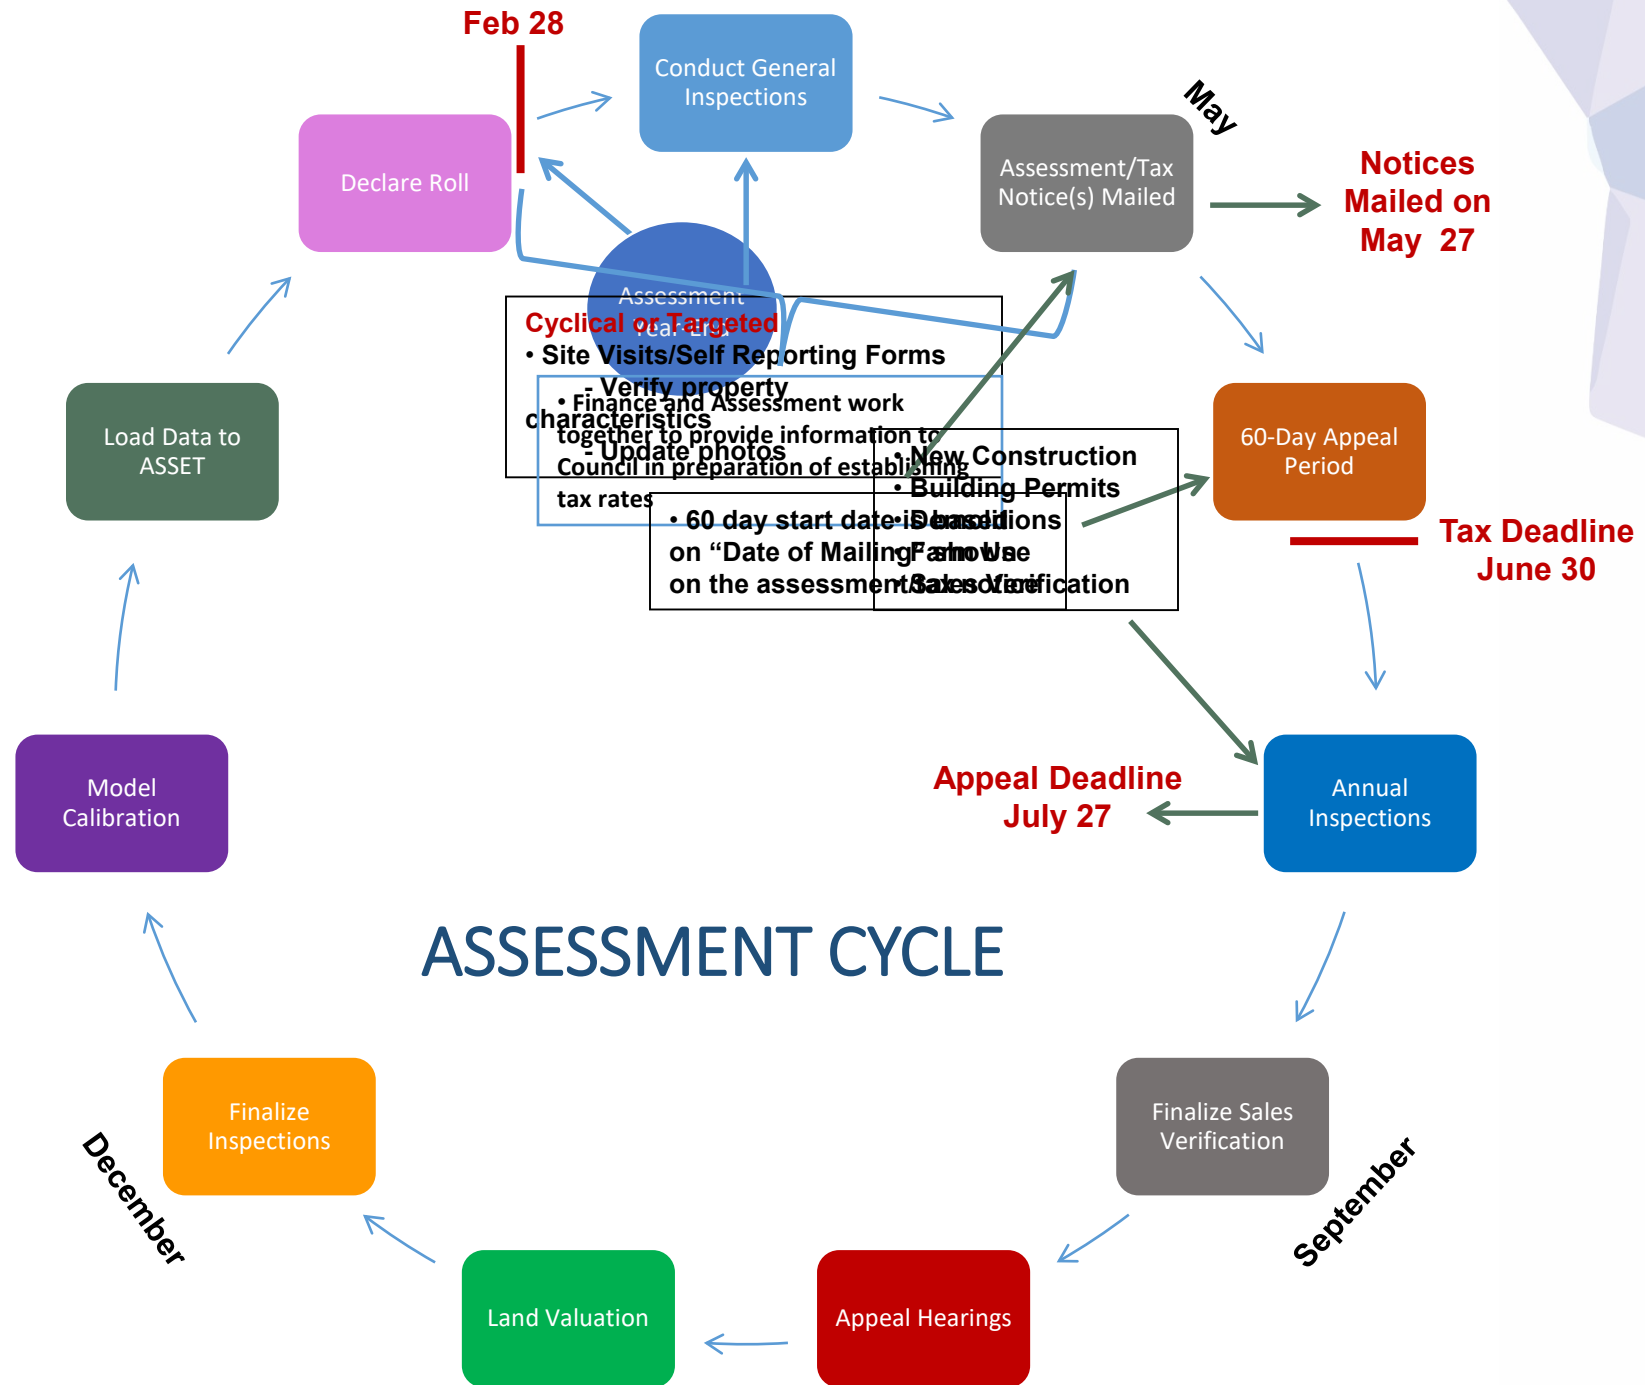 Feb 28
Conduct General
Inspections
May
Assessment/Tax
Notice(s) Mailed
Notices
Mailed on
May 27
Declare Roll
Assessment
Year-End
Cyclical or Targeted
• Site Visits/Self Reporting Forms
- Verify property
characteristics
- Update photos
• Finance and Assessment work
together to provide information to
Council in preparation of establishing
tax rates
• New Construction
• Building Permits
• Demolitions
• Farm Use
• Sales Verification
• 60 day start date is based
on “Date of Mailing” shown
on the assessment/tax notice
Load Data to
ASSET
60-Day Appeal
Period
Tax Deadline
June 30
Model
Calibration
Appeal Deadline
July 27
Annual
Inspections
ASSESSMENT CYCLE
Finalize
Inspections
December
Finalize Sales
Verification
September
Land Valuation
Appeal Hearings